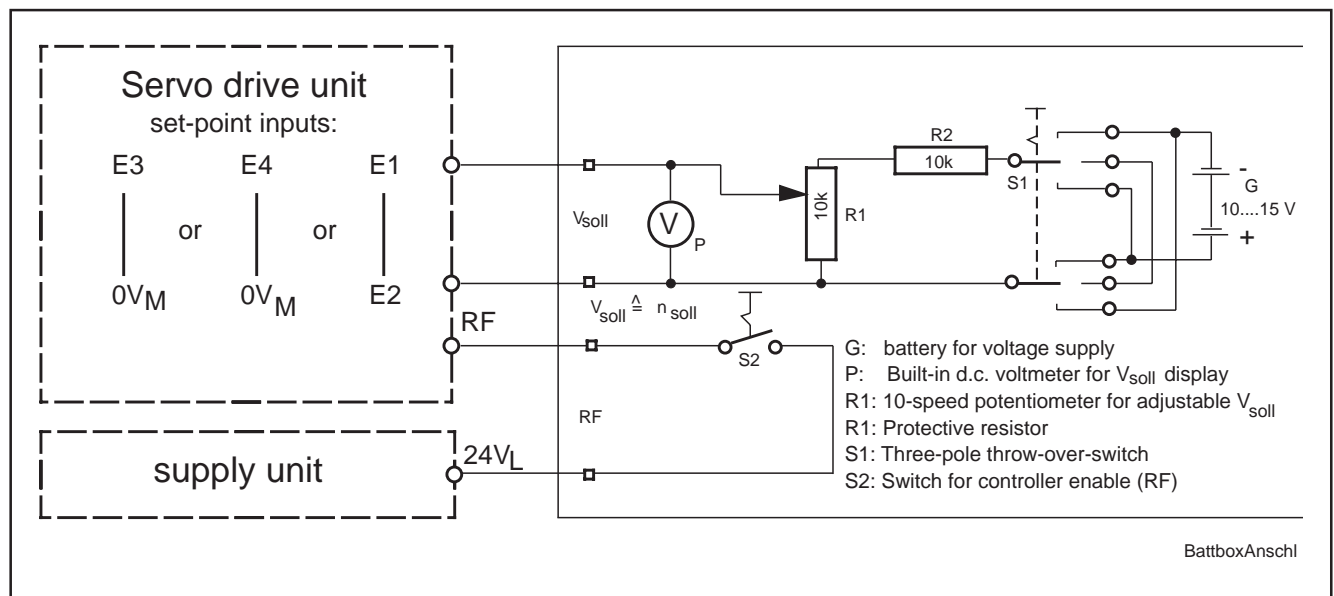 Servo drive unit
set-point inputs:
E3 E4 E1
or or
0VM 0VM E2
RF
supply unit
24VL
Vsoll
V
P
Vsoll ≙ nsoll
RF
10k
R1
R2
10k
S1
S2
-
G
10....15 V
+
G: battery for voltage supply
P: Built-in d.c. voltmeter for Vsoll display
R1: 10-speed potentiometer for adjustable Vsoll
R1: Protective resistor
S1: Three-pole throw-over-switch
S2: Switch for controller enable (RF)
BattboxAnschl